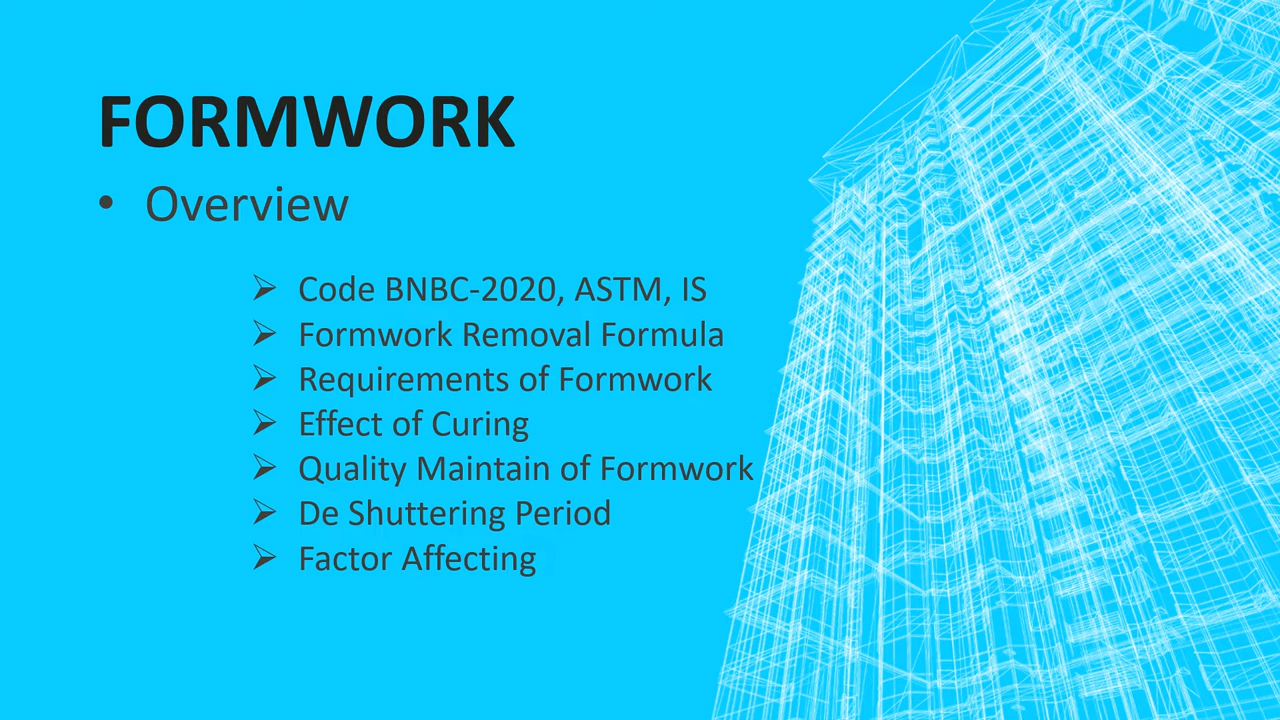 FORMWORK
• Overview
➢ Code BNBC-2020, ASTM, IS
➢ Formwork Removal Formula
➢ Requirements of Formwork
➢ Effect of Curing
➢ Quality Maintain of Formwork
➢ De Shuttering Period
➢ Factor Affecting